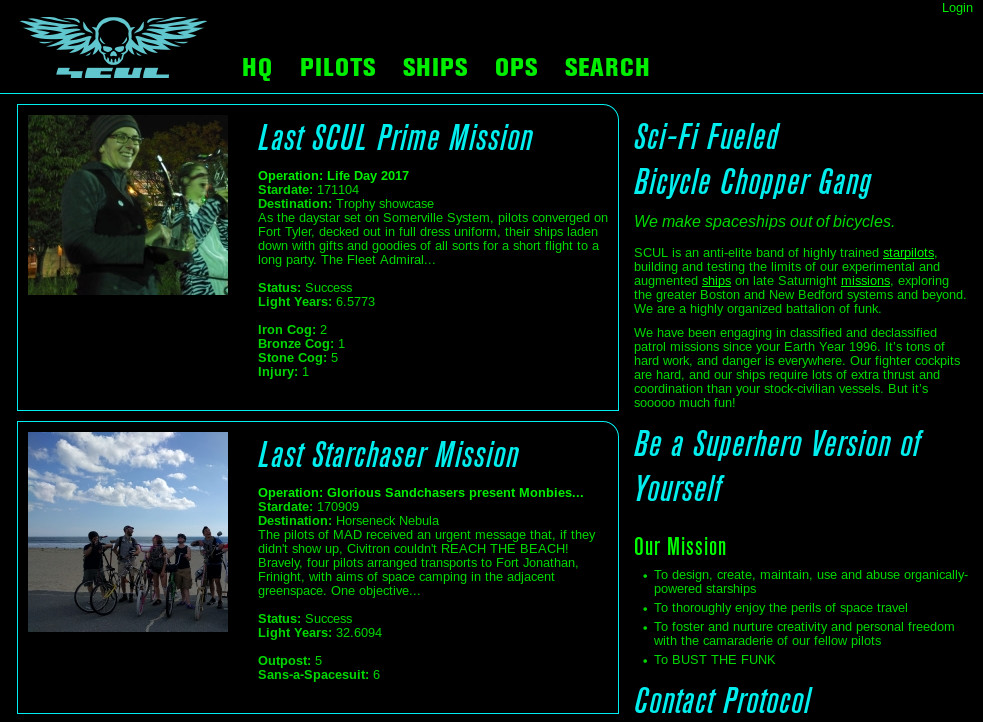 Login
SCUL
HQ PILOTS SHIPS OPS SEARCH
Last SCUL Prime Mission
Operation: Life Day 2017
Stardate: 171104
Destination: Trophy showcase
As the daystar set on Somerville System, pilots converged on
Fort Tyler, decked out in full dress uniform, their ships laden
down with gifts and goodies of all sorts for a short flight to a
long party. The Fleet Admiral...
Status: Success
Light Years: 6.5773
Iron Cog: 2
Bronze Cog: 1
Stone Cog: 5
Injury: 1
Last Starchaser Mission
Operation: Glorious Sandchasers present Monbies...
Stardate: 170909
Destination: Horseneck Nebula
The pilots of MAD received an urgent message that, if they
didn't show up, Civitron couldn't REACH THE BEACH!
Bravely, four pilots arranged transports to Fort Jonathan,
Frinight, with aims of space camping in the adjacent
greenspace. One objective...
Status: Success
Light Years: 32.6094
Outpost: 5
Sans-a-Spacesuit: 6
Sci-Fi Fueled
Bicycle Chopper Gang
We make spaceships out of bicycles.
SCUL is an anti-elite band of highly trained starpilots,
building and testing the limits of our experimental and
augmented ships on late Saturnight missions, exploring
the greater Boston and New Bedford systems and beyond.
We are a highly organized battalion of funk.
We have been engaging in classified and declassified
patrol missions since your Earth Year 1996. It's tons of
hard work, and danger is everywhere. Our fighter cockpits
are hard, and our ships require lots of extra thrust and
coordination than your stock-civilian vessels. But it's
sooooo much fun!
Be a Superhero Version of
Yourself
Our Mission
• To design, create, maintain, use and abuse organically-
powered starships
• To thoroughly enjoy the perils of space travel
• To foster and nurture creativity and personal freedom
with the camaraderie of our fellow pilots
• To BUST THE FUNK
Contact Protocol